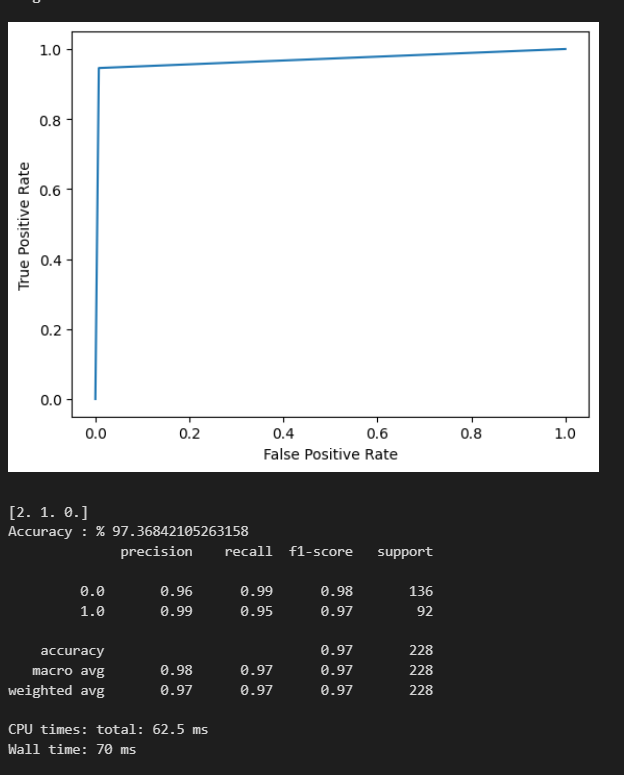 1.0
0.8
0.6
0.4
0.2
0.0
True Positive Rate
0.0 0.2 0.4 0.6 0.8 1.0
False Positive Rate
[2. 1. 0.]
Accuracy : % 97.36842105263158
precision recall f1-score support
0.0 0.96 0.99 0.98 136
1.0 0.99 0.95 0.97 92
accuracy 0.97 228
macro avg 0.98 0.97 0.97 228
weighted avg 0.97 0.97 0.97 228
CPU times: total: 62.5 ms
Wall time: 70 ms